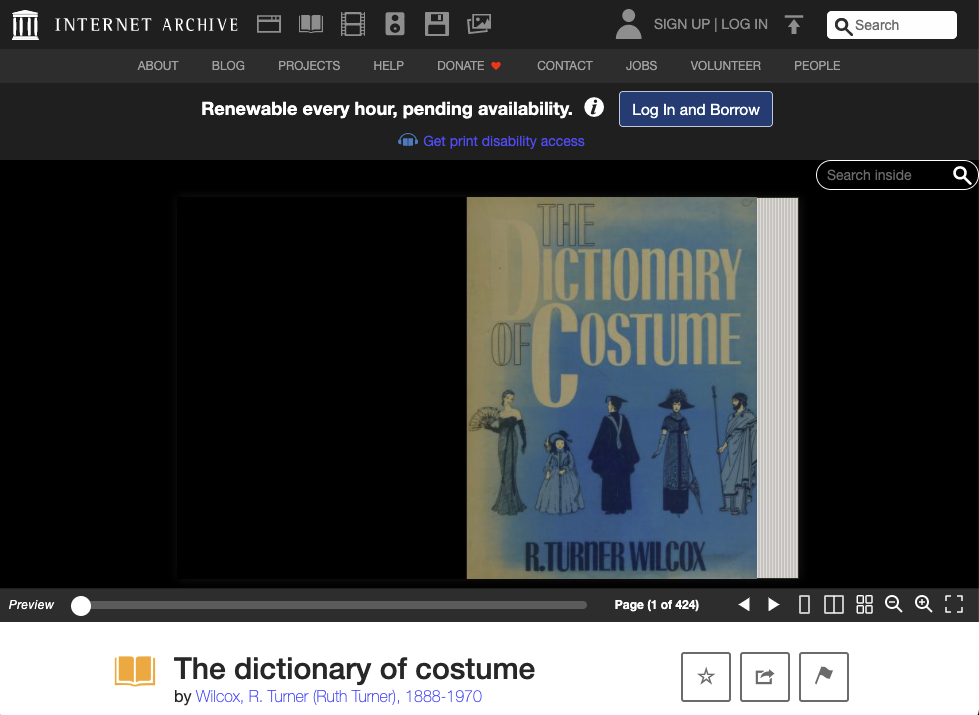 INTERNET ARCHIVE
SIGN UP | LOG IN
Search
ABOUT BLOG PROJECTS HELP DONATE CONTACT JOBS VOLUNTEER PEOPLE
Renewable every hour, pending availability. i Log In and Borrow
Get print disability access
Search inside
THE
DICTIONARY
OF COSTUME
R. TURNER WILCOX
Preview
Page (1 of 424)
The dictionary of costume
by Wilcox, R. Turner (Ruth Turner), 1888-1970